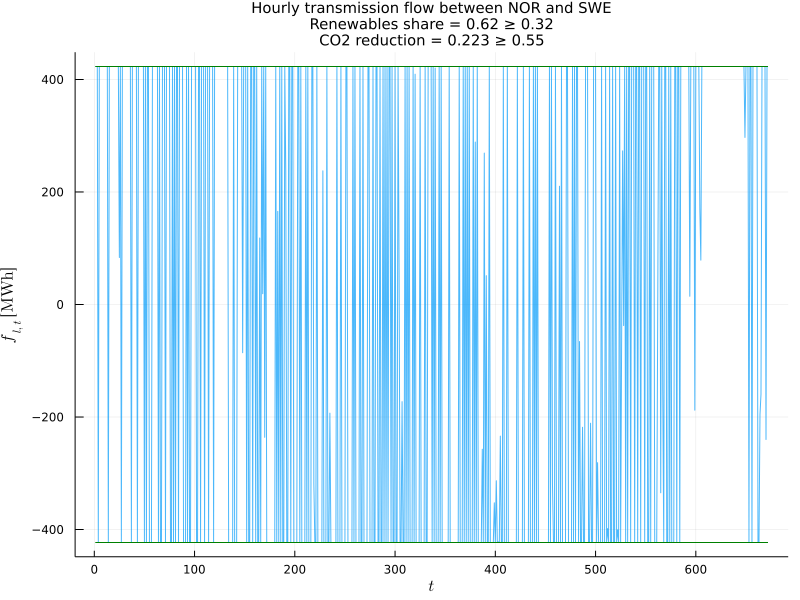 Hourly transmission flow between NOR and SWE
Renewables share = 0.62 ≥ 0.32
CO2 reduction = 0.223 ≥ 0.55
400
200
0
−200
−400
f_{l,t} [MWh]
0 100 200 300 400 500 600
t